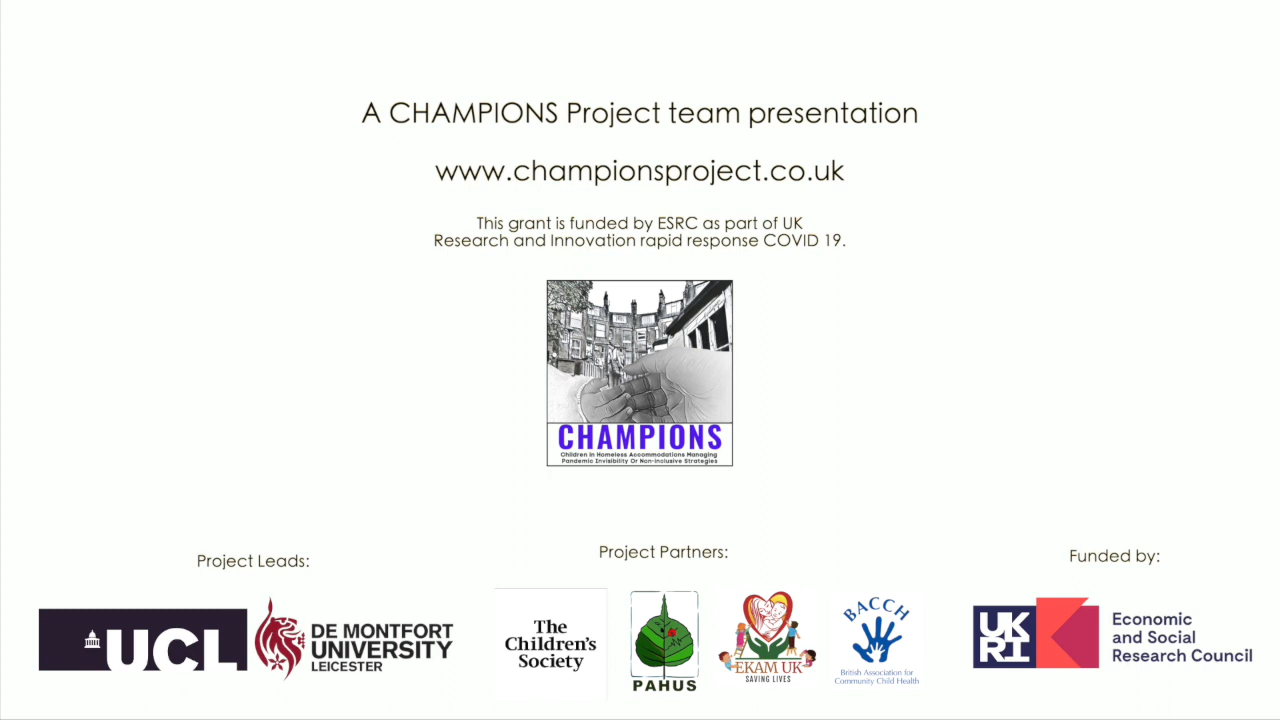 A CHAMPIONS Project team presentation
www.championsproject.co.uk
This grant is funded by ESRC as part of UK
Research and Innovation rapid response COVID 19.
CHAMPIONS
Children in Homeless Accommodations Managing
Pandemic Invisibility Or Non-inclusive Strategies
Project Leads:
UCL
DE MONTFORT
UNIVERSITY
LEICESTER
Project Partners:
The
Children's
Society
PAHUS
EKAM UK
SAVING LIVES
BACCH
British Association for
Community Child Health
Funded by:
UK
RI
Economic
and Social
Research Council